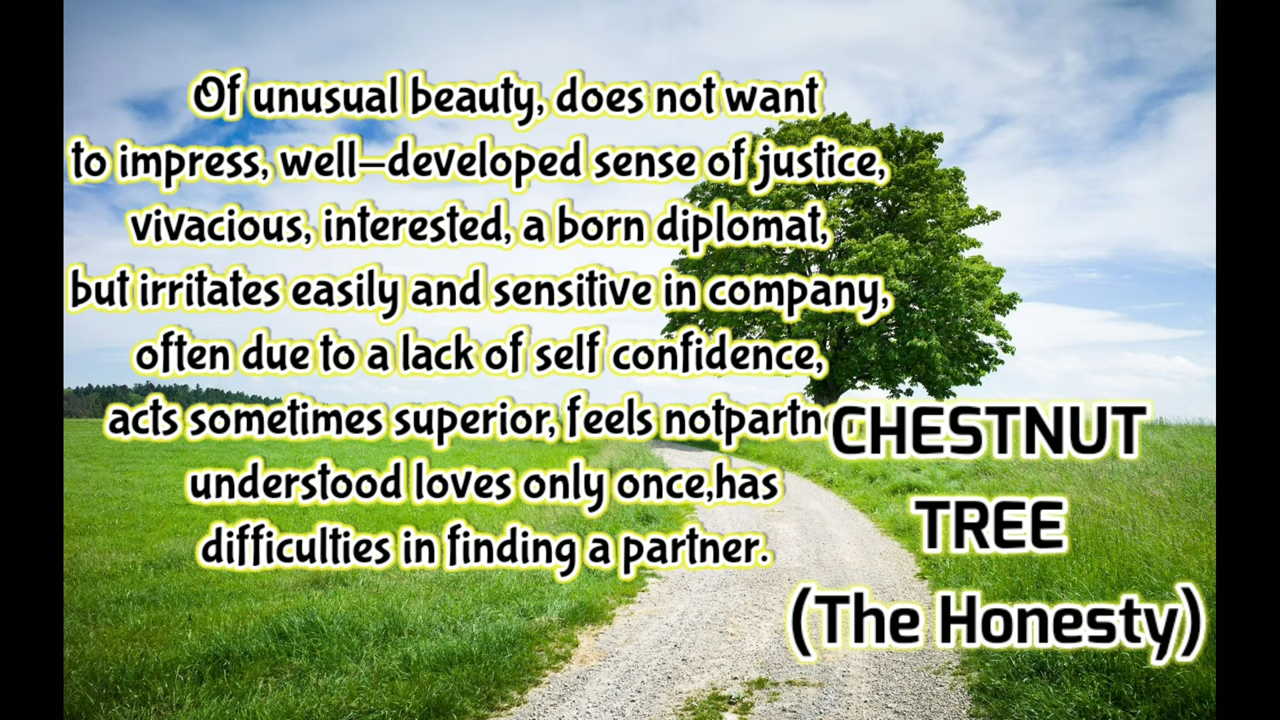 Of unusual beauty, does not want
to impress, well–developed sense of justice,
vivacious, interested, a born diplomat,
but irritates easily and sensitive in company,
often due to a lack of self confidence,
acts sometimes superior, feels notpartn
understood loves only once,has
difficulties in finding a partner.
CHESTNUT
TREE
(The Honesty)